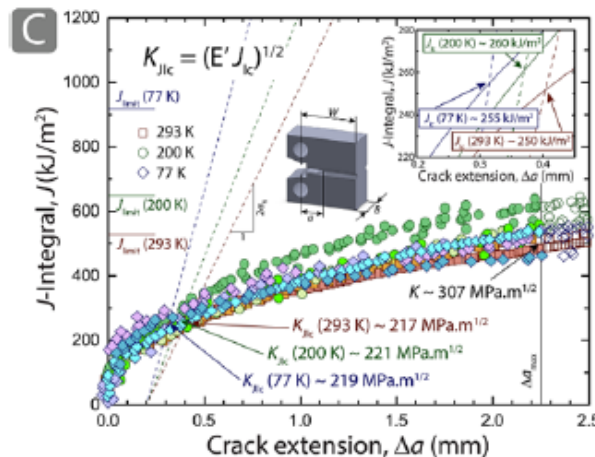 C
K_JIc = (E' J_Ic)^1/2
J-Integral, J (kJ/m²)
1200
1000
800
600
400
200
0
J_limit (77 K)
293 K
200 K
77 K
J_limit (200 K)
J_limit (293 K)
W
a
B
1
2σ₀
J-Integral, J (kJ/m²)
280
260
240
220
J_Ic (200 K) ~ 260 kJ/m²
J_Ic (77 K) ~ 255 kJ/m²
J_Ic (293 K) ~ 250 kJ/m²
0.2
0.3
0.4
Crack extension, Δa (mm)
K ~ 307 MPa.m^1/2
K_JIc (293 K) ~ 217 MPa.m^1/2
K_JIc (200 K) ~ 221 MPa.m^1/2
K_JIc (77 K) ~ 219 MPa.m^1/2
Δa_max
0.0
0.5
1.0
1.5
2.0
2.5
Crack extension, Δa (mm)